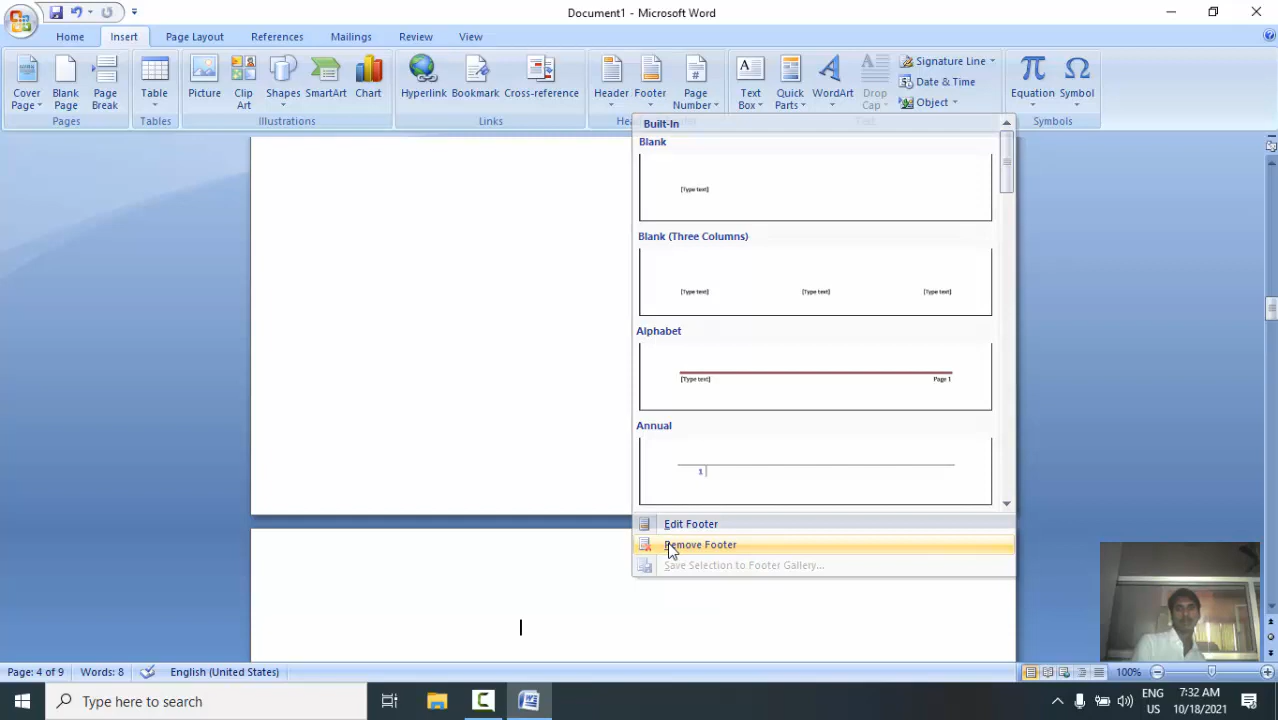 Document1 - Microsoft Word
Home Insert Page Layout References Mailings Review View
Cover Page Blank Page Page Break Table Picture Clip Art Shapes SmartArt Chart Hyperlink Bookmark Cross-reference Header Footer Page Number Text Box Quick Parts WordArt Drop Cap Signature Line Date & Time Object Equation Symbol
Pages Tables Illustrations Links Text Symbols
Built-In
Blank
[Type text]
Blank (Three Columns)
[Type text] [Type text] [Type text]
Alphabet
[Type text] Page 1
Annual
1
Edit Footer
Remove Footer
Save Selection to Footer Gallery...
Page: 4 of 9 Words: 8 English (United States) 100%
Type here to search
ENG 7:32 AM
US 10/18/2021